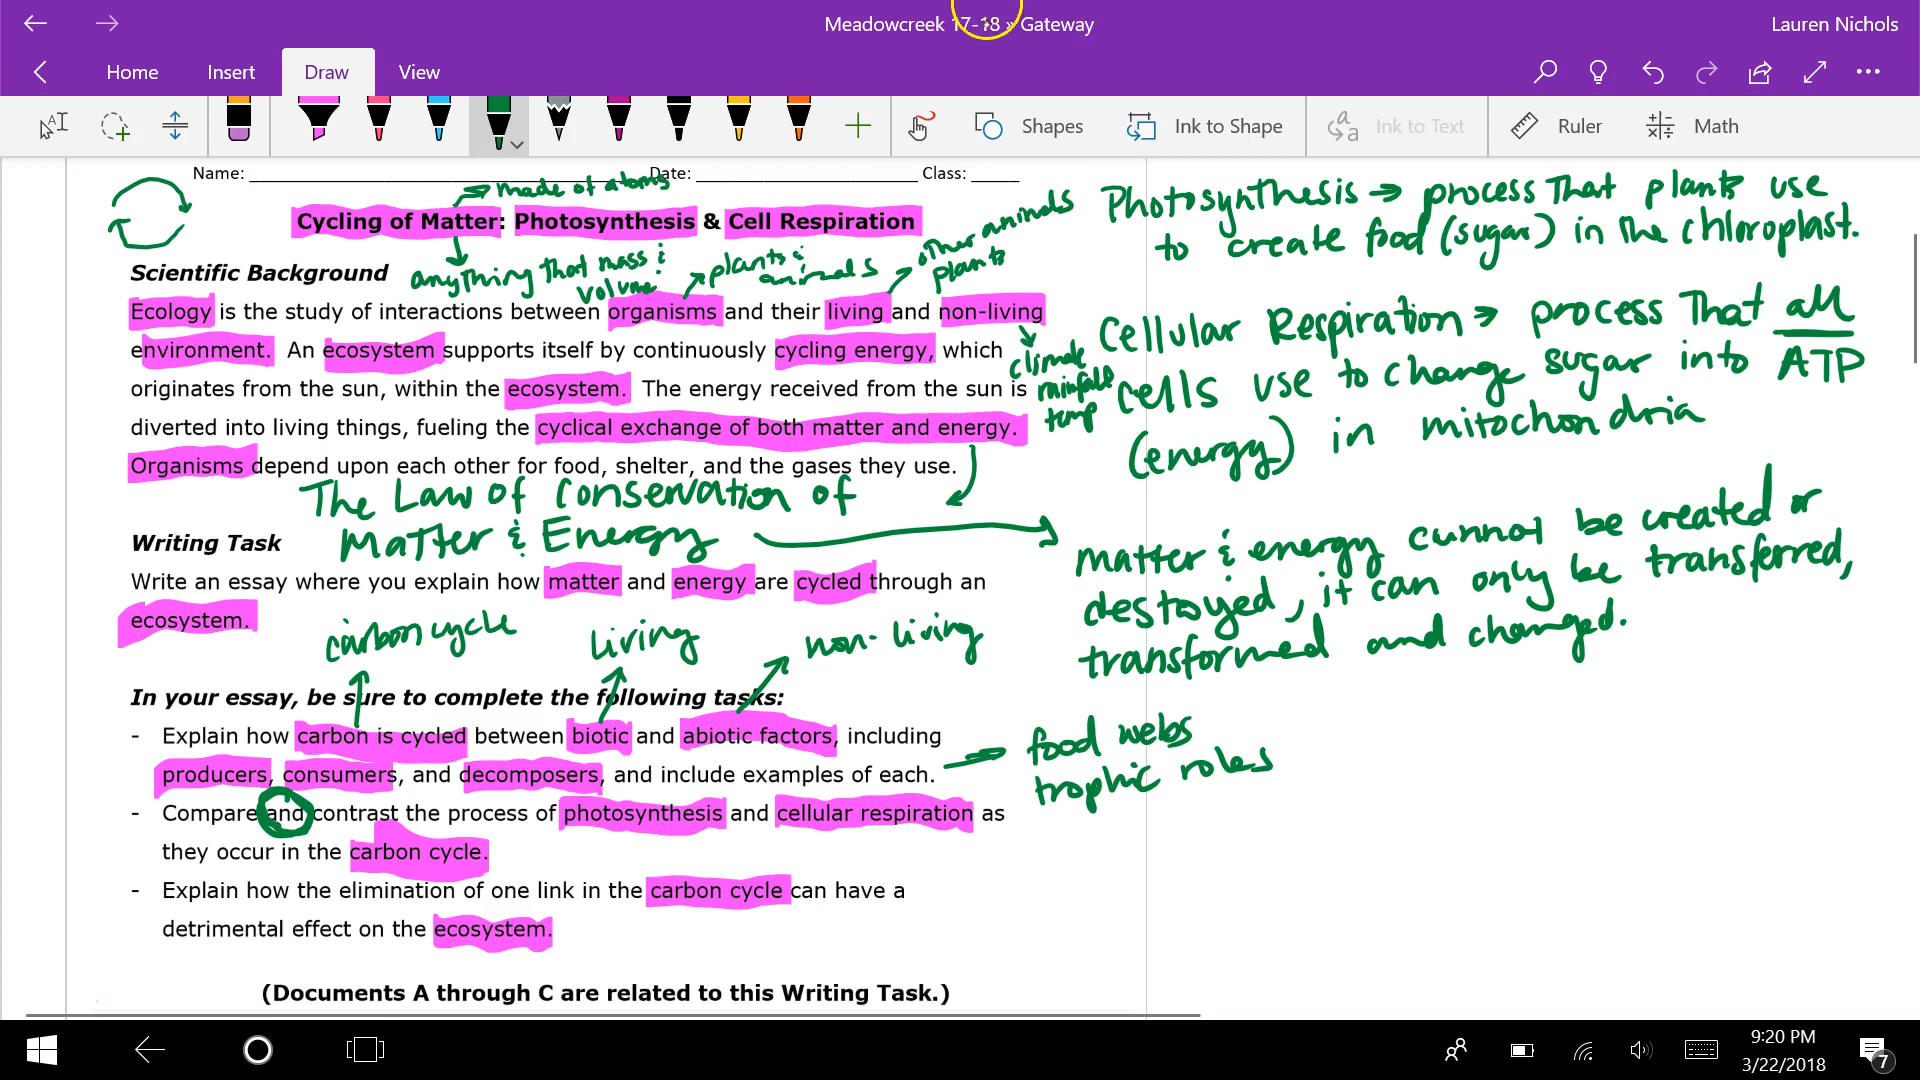 Meadowcreek 17-18 » Gateway
Lauren Nichols
Home Insert Draw View
Shapes Ink to Shape Ink to Text Ruler Math
Name: Date: Class:
made of atoms
Cycling of Matter: Photosynthesis & Cell Respiration
other animals
plants
Scientific Background
anything that mass &
volume
plants &
animals
Ecology is the study of interactions between organisms and their living and non-living
environment. An ecosystem supports itself by continuously cycling energy, which
originates from the sun, within the ecosystem. The energy received from the sun is
diverted into living things, fueling the cyclical exchange of both matter and energy.
Organisms depend upon each other for food, shelter, and the gases they use.
climate
rainfall
temp
The Law of Conservation of
Matter & Energy
Writing Task
Write an essay where you explain how matter and energy are cycled through an
ecosystem.
carbon cycle living non-living
In your essay, be sure to complete the following tasks:
- Explain how carbon is cycled between biotic and abiotic factors, including
producers, consumers, and decomposers, and include examples of each.
- Compare and contrast the process of photosynthesis and cellular respiration as
they occur in the carbon cycle.
- Explain how the elimination of one link in the carbon cycle can have a
detrimental effect on the ecosystem.
(Documents A through C are related to this Writing Task.)
Photosynthesis → process that plants use
to create food (sugar) in the chloroplast.
Cellular Respiration → process that all
cells use to change sugar into ATP
(energy) in mitochondria
matter & energy cannot be created or
destoyed, it can only be transferred,
transformed and changed.
food webs
trophic roles
9:20 PM
3/22/2018
7